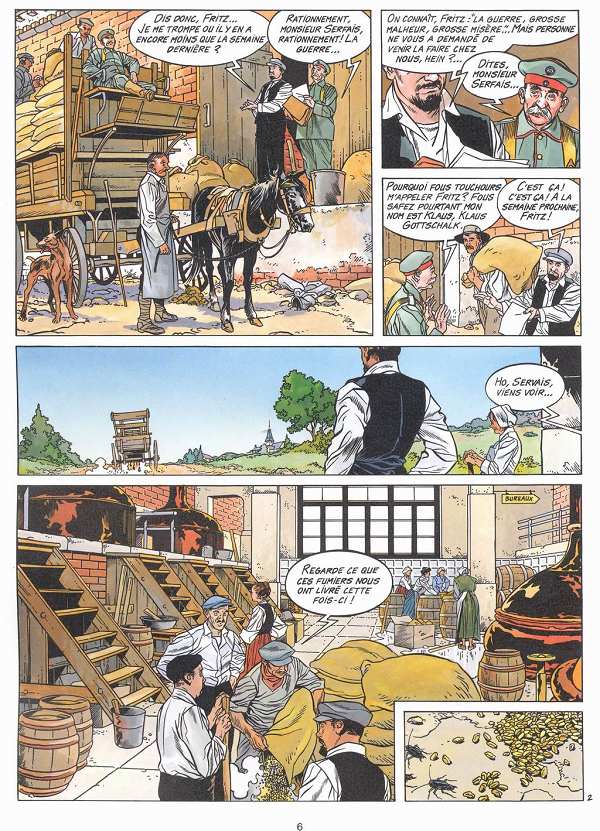 DIS DONC, FRITZ...
JE ME TROMPE OU IL Y EN A
ENCORE MOINS QUE LA SEMAINE
DERNIÈRE ?
RATIONNEMENT,
MONSIEUR SERFAIS,
RATIONNEMENT! LA
GUERRE...
ON CONNAÎT, FRITZ: "LA GUERRE, GROSSE
MALHEUR, GROSSE MISÈRE"... MAIS PERSONNE
NE VOUS A DEMANDÉ DE
VENIR LA FAIRE CHEZ
NOUS, HEIN ?...
DITES,
MONSIEUR
SERFAIS...
POURQUOI FOUS TOUCHOURS
M'APPELER FRITZ? FOUS
SAFEZ POURTANT MON
NOM EST KLAUS, KLAUS
GOTTSCHALK.
C'EST ÇA!
C'EST ÇA! À LA
SEMAINE PROCHAINE,
FRITZ!
HO, SERVAIS,
VIENS VOIR...
BUREAUX
REGARDE CE QUE
CES FUMIERS NOUS
ONT LIVRÉ CETTE
FOIS-CI !
2
6